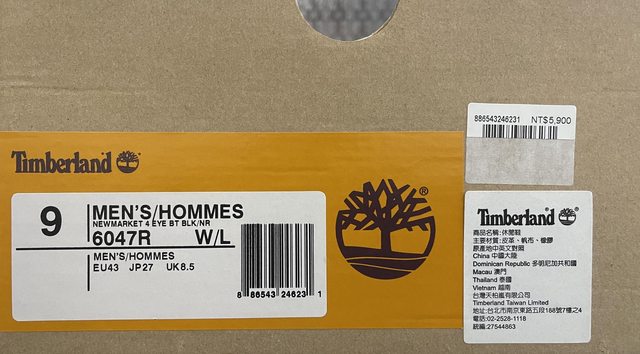 886543246231 NT$5,900
Timberland
9
MEN'S/HOMMES
NEWMARKET 4 EYE BT BLK/NR
6047R W/L
MEN'S/HOMMES
EU43 JP27 UK8.5
8 86543 24623 1
®
Timberland ®
商品名稱:休閒鞋
主要材質:皮革、帆布、橡膠
原產地中英文對照
China 中國大陸
Dominican Republic 多明尼加共和國
Macau 澳門
Thailand 泰國
Vietnam 越南
台灣天柏嵐有限公司
Timberland Taiwan Limited
地址:台北市南京東路五段188號7樓之4
電話:02-2528-1118
統編:27544863